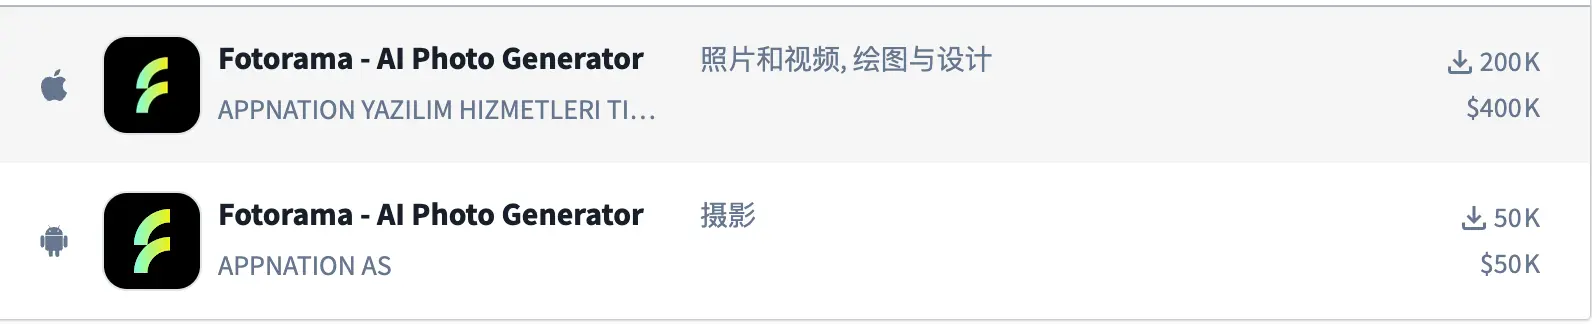 Fotorama - AI Photo Generator
照片和视频, 绘图与设计
200K
APPNATION YAZILIM HIZMETLERI TI...
$400K
Fotorama - AI Photo Generator
摄影
50K
APPNATION AS
$50K